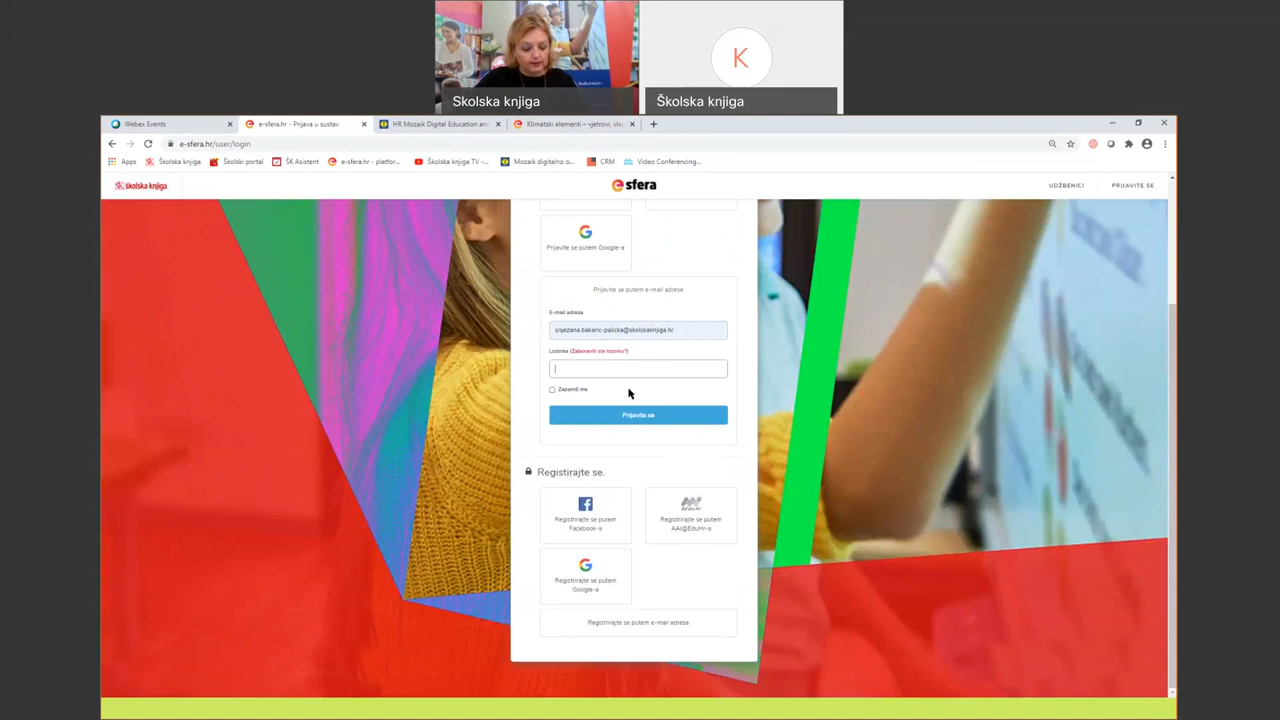 Skolska knjiga
Školska knjiga
K
Webex Events
e-sfera.hr - Prijava u sustav
HR Mozaik Digital Education and
Klimatski elementi – vjetrovi, vlag
e-sfera.hr/user/login
Apps
Školska knjiga
Školski portal
ŠK Asistent
e-sfera.hr - platfor...
Školska knjiga TV -...
Mozaik digitalno o...
CRM
Video Conferencing...
školska knjiga
e sfera
UDŽBENICI
PRIJAVITE SE
Prijavite se putem Google-a
Prijavite se putem e-mail adrese
E-mail adresa
snjezana.bakaric-palicka@skolskaknjiga.hr
Lozinka (Zaboravili ste lozinku?)
Zapamti me
Prijavite se
Registrirajte se.
Registrirajte se putem
Facebook-a
Registrirajte se putem
AAI@EduHr-a
Registrirajte se putem
Google-a
Registrirajte se putem e-mail adrese